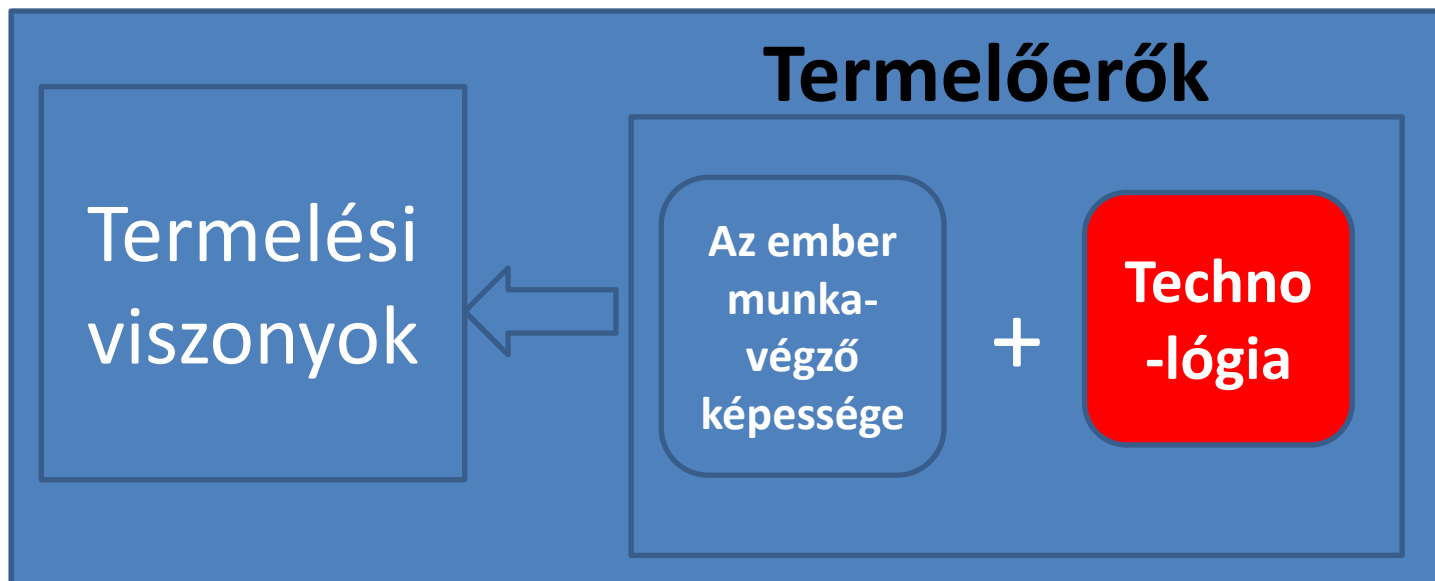 Termelőerők
Termelési
viszonyok
Az ember
munka-
végző
képessége
+
Techno
-lógia